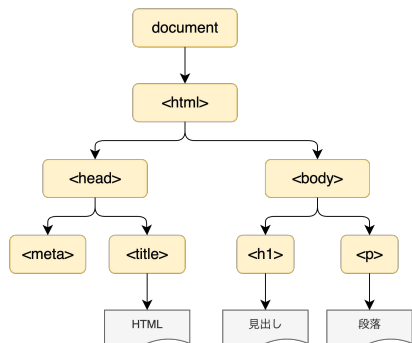 document
<html>
<head>
<body>
<meta>
<title>
<h1>
<p>
HTML
見出し
段落